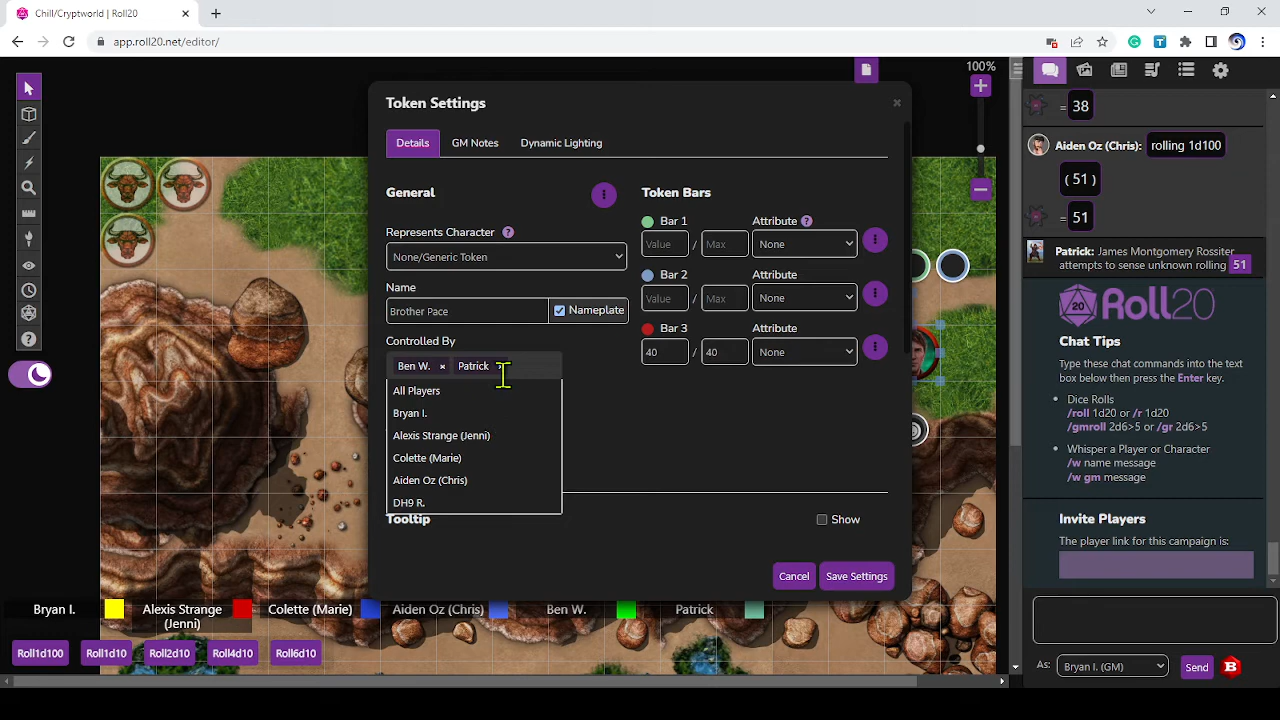 Chill/Cryptworld | Roll20
app.roll20.net/editor/
100%
Token Settings
Details
GM Notes
Dynamic Lighting
General
Represents Character
None/Generic Token
Name
Brother Pace
Nameplate
Controlled By
Ben W. × Patrick
All Players
Bryan I.
Alexis Strange (Jenni)
Colette (Marie)
Aiden Oz (Chris)
DH9 R.
Tooltip
Show
Token Bars
Bar 1 Attribute
Value / Max None
Bar 2 Attribute
Value / Max None
Bar 3 Attribute
40 / 40 None
Cancel
Save Settings
Bryan I.
Alexis Strange
(Jenni)
Colette (Marie)
Aiden Oz (Chris)
Ben W.
Patrick
Roll1d100
Roll1d10
Roll2d10
Roll4d10
Roll6d10
= 38
Aiden Oz (Chris): rolling 1d100
( 51 )
= 51
Patrick: James Montgomery Rossiter
attempts to sense unknown rolling 51
20 Roll20
Chat Tips
Type these chat commands into the text
box below then press the Enter key.
• Dice Rolls
/roll 1d20 or /r 1d20
/gmroll 2d6>5 or /gr 2d6>5
• Whisper a Player or Character
/w name message
/w gm message
Invite Players
The player link for this campaign is:
As: Bryan I. (GM)
Send